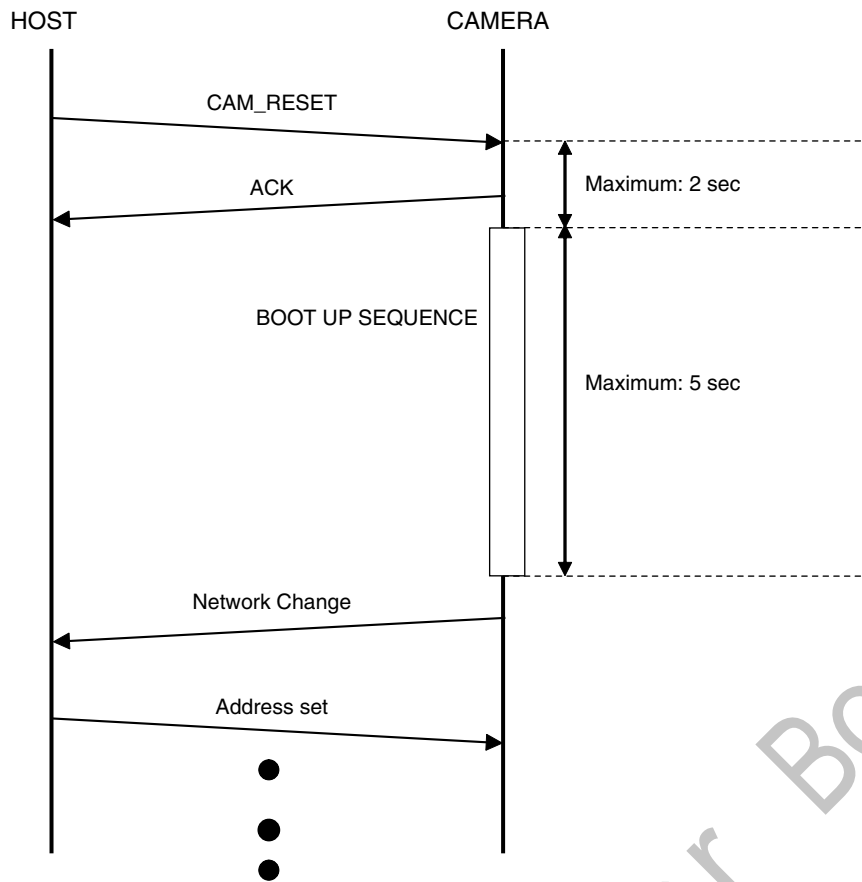 HOST
CAMERA
CAM_RESET
ACK
Maximum: 2 sec
BOOT UP SEQUENCE
Maximum: 5 sec
Network Change
Address set